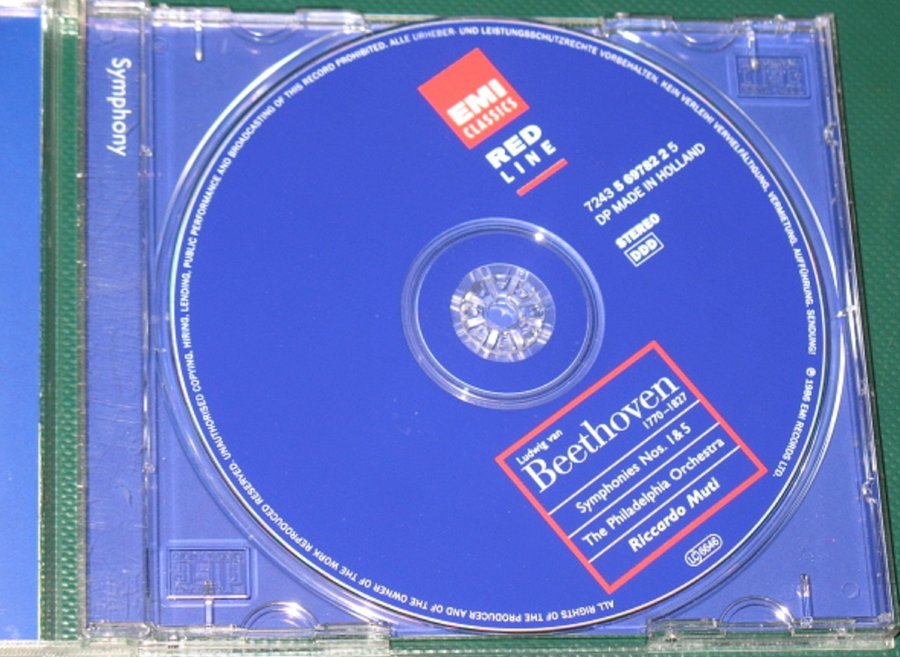 Symphony
EMI
CLASSICS
RED
LINE
7243 5 69782 2 5
DP MADE IN HOLLAND
STEREO
DDD
Ludwig van
Beethoven
1770–1827
Symphonies Nos. 1 & 5
The Philadelphia Orchestra
Riccardo Muti
LC 6646
ALL RIGHTS OF THE PRODUCER AND OF THE OWNER OF THE WORK REPRODUCED RESERVED. UNAUTHORISED COPYING, HIRING, LENDING, PUBLIC PERFORMANCE AND BROADCASTING OF THIS RECORD PROHIBITED. ALLE URHEBER- UND LEISTUNGSSCHUTZRECHTE VORBEHALTEN. KEIN VERLEIH! VERVIELFÄLTIGUNG, VERMIETUNG, AUFFÜHRUNG, SENDUNG! ℗ 1986 EMI RECORDS LTD.